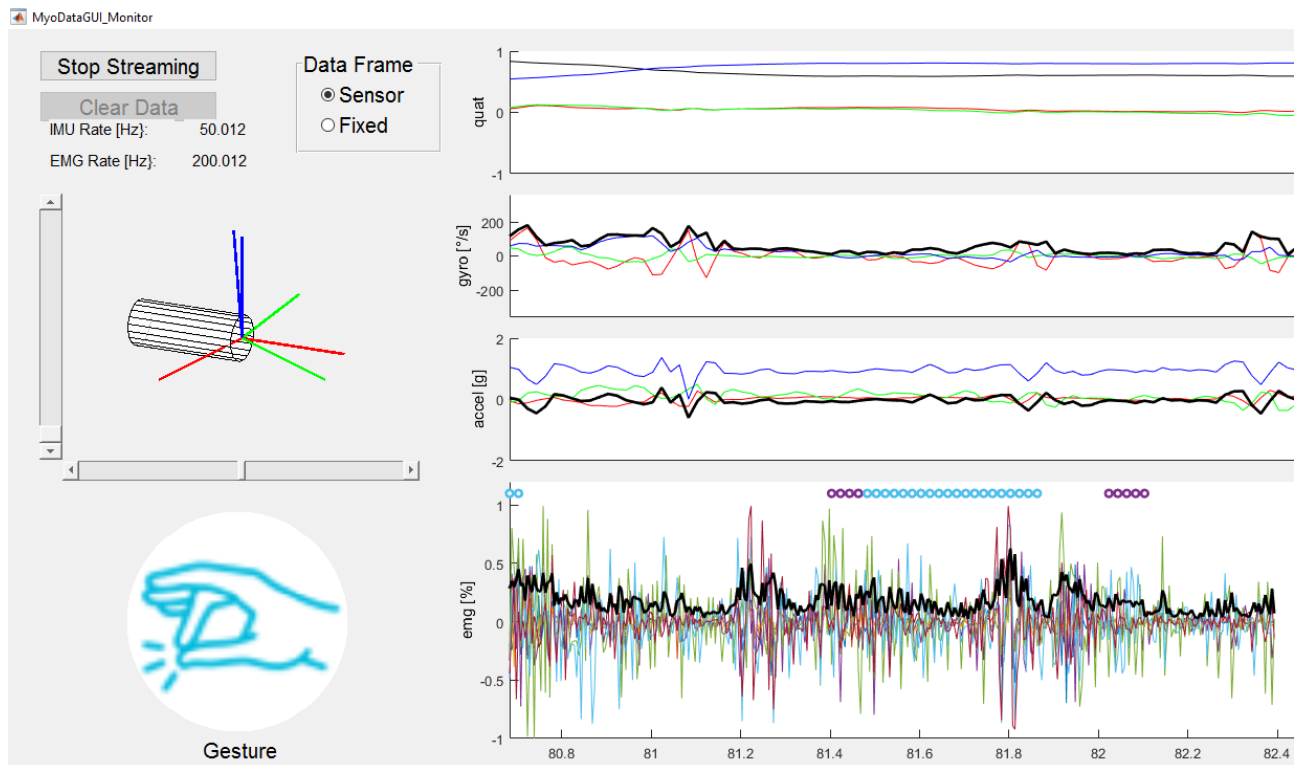 MyoDataGUI_Monitor
Stop Streaming
Clear Data
IMU Rate [Hz]: 50.012
EMG Rate [Hz]: 200.012
Data Frame
Sensor
Fixed
Gesture
quat
1
0
-1
gyro [°/s]
200
0
-200
accel [g]
2
0
-2
emg [%]
1
0.5
0
-0.5
-1
80.8 81 81.2 81.4 81.6 81.8 82 82.2 82.4